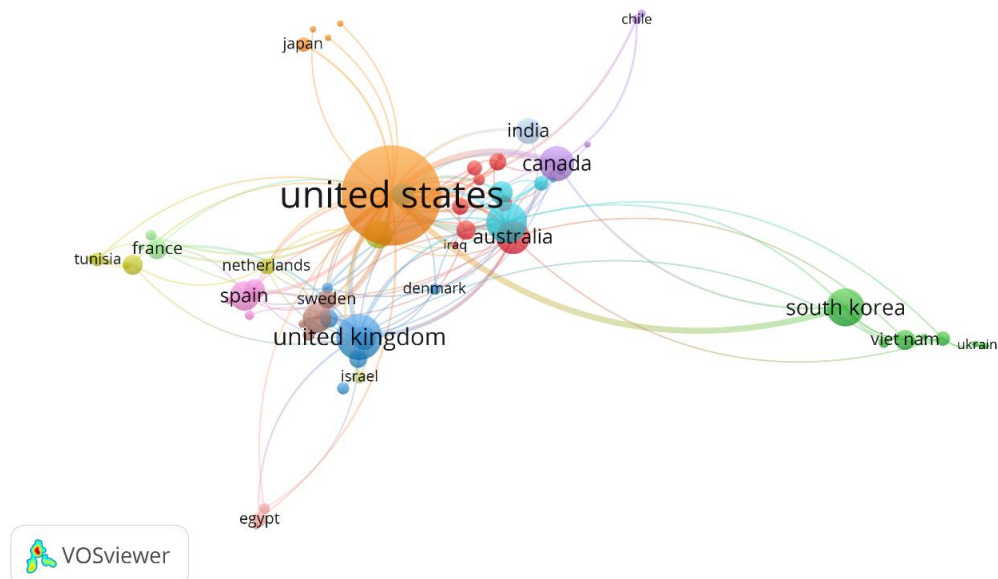 chile
japan
india
canada
united states
australia
iraq
france
tunisia
netherlands
denmark
spain
sweden
south korea
united kingdom
viet nam
ukrain
israel
egypt
VOSviewer